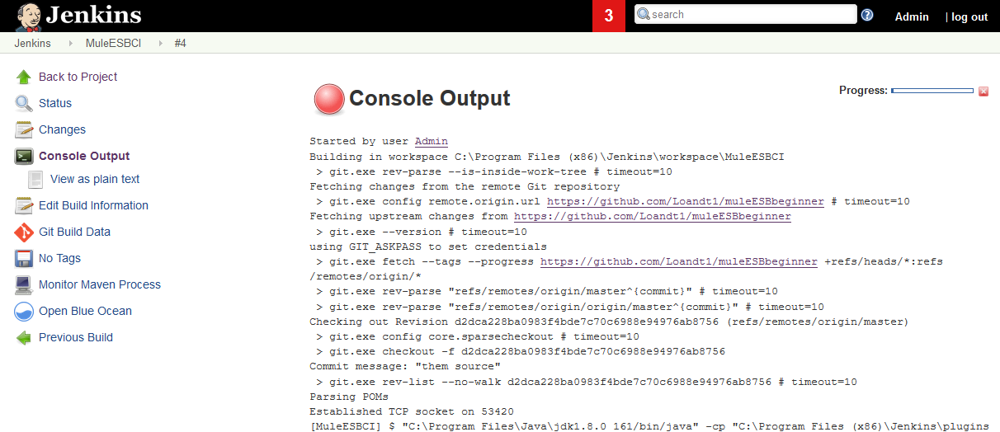 Jenkins
3
search
Admin
| log out
Jenkins MuleESBCI #4
Back to Project
Status
Changes
Console Output
View as plain text
Edit Build Information
Git Build Data
No Tags
Monitor Maven Process
Open Blue Ocean
Previous Build
Console Output
Progress:
Started by user Admin
Building in workspace C:\Program Files (x86)\Jenkins\workspace\MuleESBCI
> git.exe rev-parse --is-inside-work-tree # timeout=10
Fetching changes from the remote Git repository
> git.exe config remote.origin.url https://github.com/Loandt1/muleESBbeginner # timeout=10
Fetching upstream changes from https://github.com/Loandt1/muleESBbeginner
> git.exe --version # timeout=10
using GIT_ASKPASS to set credentials
> git.exe fetch --tags --progress https://github.com/Loandt1/muleESBbeginner +refs/heads/*:refs
/remotes/origin/*
> git.exe rev-parse "refs/remotes/origin/master^{commit}" # timeout=10
> git.exe rev-parse "refs/remotes/origin/origin/master^{commit}" # timeout=10
Checking out Revision d2dca228ba0983f4bde7c70c6988e94976ab8756 (refs/remotes/origin/master)
> git.exe config core.sparsecheckout # timeout=10
> git.exe checkout -f d2dca228ba0983f4bde7c70c6988e94976ab8756
Commit message: "them source"
> git.exe rev-list --no-walk d2dca228ba0983f4bde7c70c6988e94976ab8756 # timeout=10
Parsing POMs
Established TCP socket on 53420
[MuleESBCI] $ "C:\Program Files\Java\jdk1.8.0_161/bin/java" -cp "C:\Program Files (x86)\Jenkins\plugins